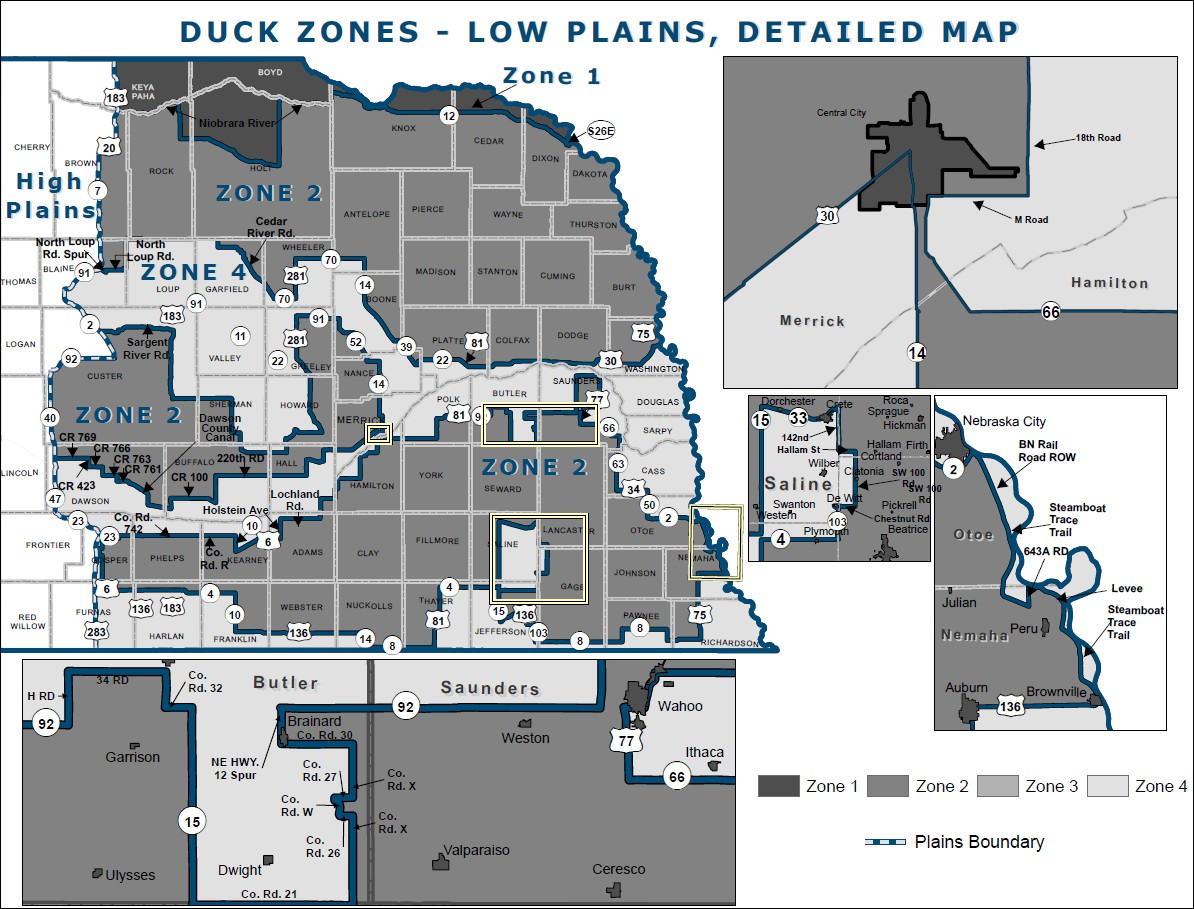 DUCK ZONES - LOW PLAINS, DETAILED MAP
Zone 1
BOYD
KEYA
PAHA
183
Niobrara River
12
S26E
KNOX
CEDAR
DIXON
DAKOTA
CHERRY
BROWN
20
ROCK
HOLT
High
Plains
7
ZONE 2
ANTELOPE
PIERCE
WAYNE
THURSTON
Cedar
River Rd.
North Loup
Rd. Spur
North
Loup Rd.
WHEELER
70
281
BLAINE
91
ZONE 4
THOMAS
LOUP
GARFIELD
70
14
BOONE
MADISON
STANTON
CUMING
BURT
183
91
2
LOGAN
92
Sargent
River Rd.
11
VALLEY
22
281
91
52
39
GREELEY
PLATTE
81
22
COLFAX
DODGE
75
30
WASHINGTON
CUSTER
NANCE
14
SAUNDERS
BUTLER
77
DOUGLAS
ZONE 2
40
SHERMAN
HOWARD
MERRICK
POLK
81
66
SARPY
Dawson
County
Canal
CR 769
CR 766
CR 763
CR 761
CR 423
BUFFALO
220th RD
HALL
CR 100
ZONE 2
LINCOLN
DAWSON
47
HAMILTON
YORK
SEWARD
63
CASS
34
50
2
OTOE
Lochland
Rd.
Holstein Ave
10
6
23
Co. Rd.
742
23
FRONTIER
GOSPER
PHELPS
Co.
Rd. R
KEARNEY
ADAMS
CLAY
FILLMORE
SALINE
LANCASTER
NEMAHA
JOHNSON
GAGE
6
FURNAS
136
183
4
10
WEBSTER
NUCKOLLS
THAYER
4
81
15
136
JEFFERSON
103
8
PAWNEE
8
75
RICHARDSON
RED
WILLOW
283
HARLAN
FRANKLIN
136
14
8
Central City
18th Road
30
M Road
Hamilton
Merrick
66
14
Dorchester
Crete
15
33
Roca
Sprague
Hickman
142nd
Hallam St
Hallam
Firth
Cortland
Wilber
Clatonia
SW 100
Rd
SW 100
Rd
Saline
Swanton
Western
De Witt
Pickrell
Chestnut Rd
103
Plymouth
Beatrice
4
Nebraska City
2
BN Rail
Road ROW
Otoe
Steamboat
Trace
Trail
643A RD
Levee
Julian
Steamboat
Trace
Trail
Nemaha
Peru
Auburn
Brownville
136
34 RD
Co.
Rd. 32
Butler
Saunders
H RD
92
92
Wahoo
Brainard
Co. Rd. 30
Weston
Garrison
77
Ithaca
NE HWY.
12 Spur
Co.
Rd. 27
Co.
Rd. X
66
Co.
Rd. W
15
Co.
Rd. X
Co.
Rd. 26
Valparaiso
Ulysses
Dwight
Ceresco
Co. Rd. 21
Zone 1
Zone 2
Zone 3
Zone 4
Plains Boundary